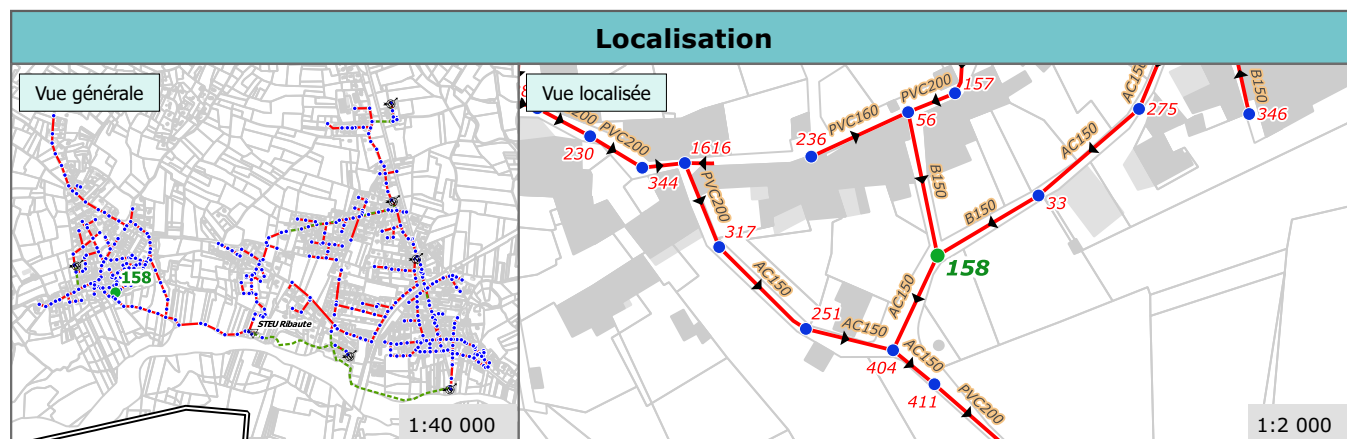 Localisation
Vue générale
158
STEU Ribaute
1:40 000
Vue localisée
8
200
PVC200
230
344
1616
PVC200
317
AC150
251
AC150
404
AC150
411
PVC200
236
PVC160
56
PVC200
157
B150
158
AC150
B150
33
AC150
275
AC150
B150
346
1:2 000